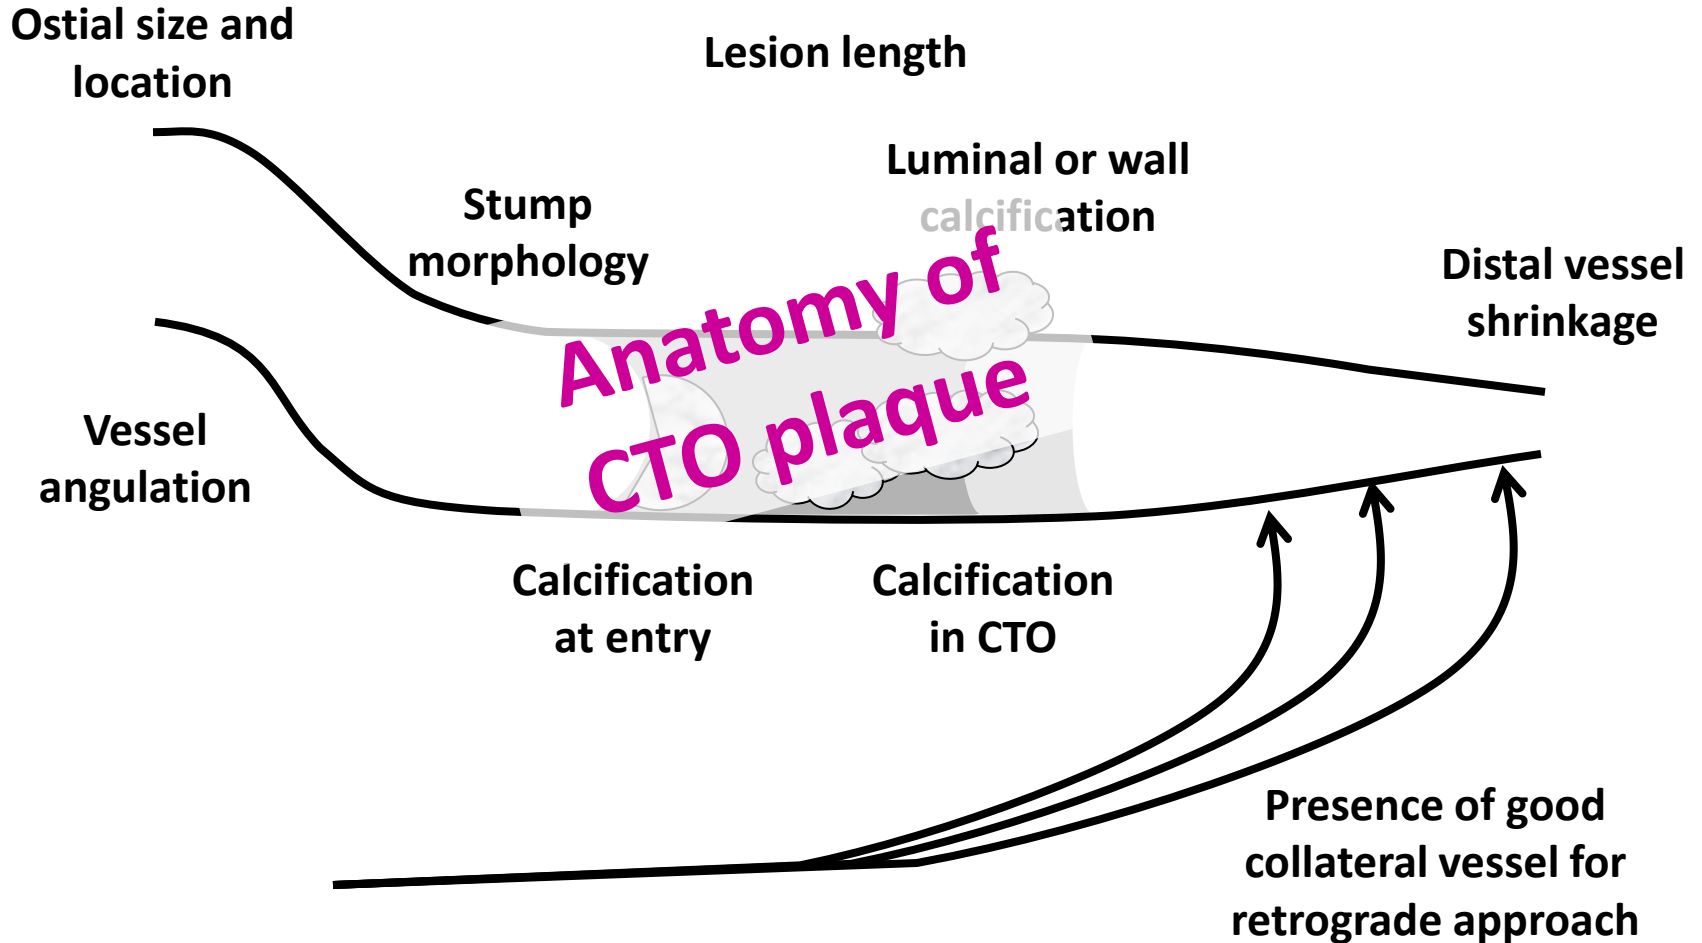 Ostial size and
location
Lesion length
Luminal or wall
calcification
Stump
morphology
Distal vessel
shrinkage
Anatomy of
CTO plaque
Vessel
angulation
Calcification
at entry
Calcification
in CTO
Presence of good
collateral vessel for
retrograde approach